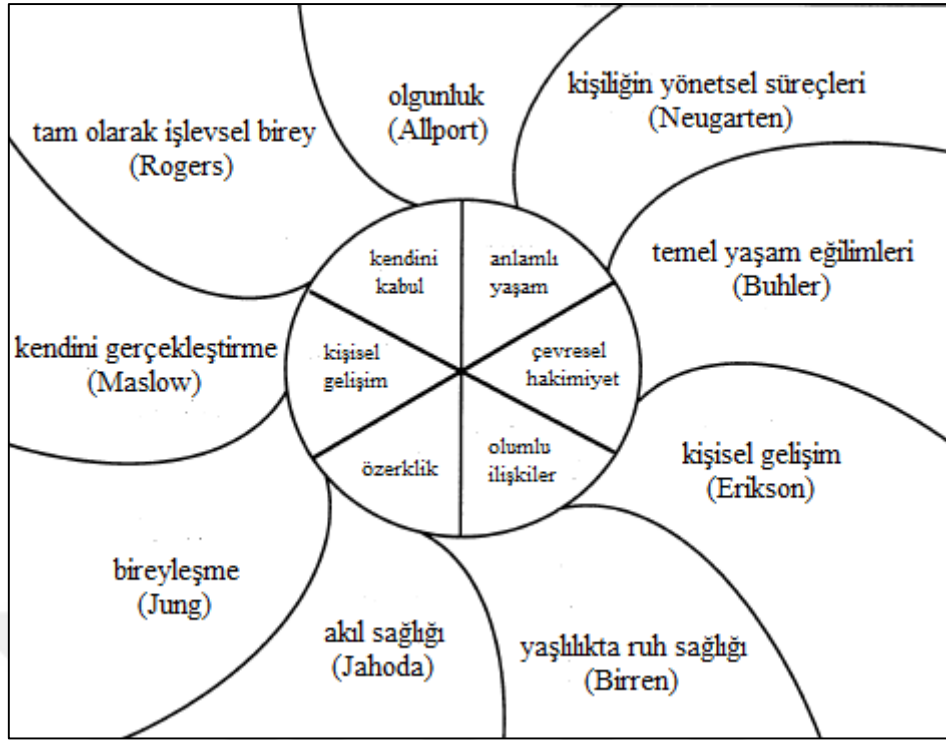 olgunluk
(Allport)
kişiliğin yönetsel süreçleri
(Neugarten)
tam olarak işlevsel birey
(Rogers)
temel yaşam eğilimleri
(Buhler)
kendini
kabul
anlamlı
yaşam
kendini gerçekleştirme
(Maslow)
kişisel
gelişim
çevresel
hakimiyet
özerklik
olumlu
ilişkiler
kişisel gelişim
(Erikson)
bireyleşme
(Jung)
akıl sağlığı
(Jahoda)
yaşlılıkta ruh sağlığı
(Birren)